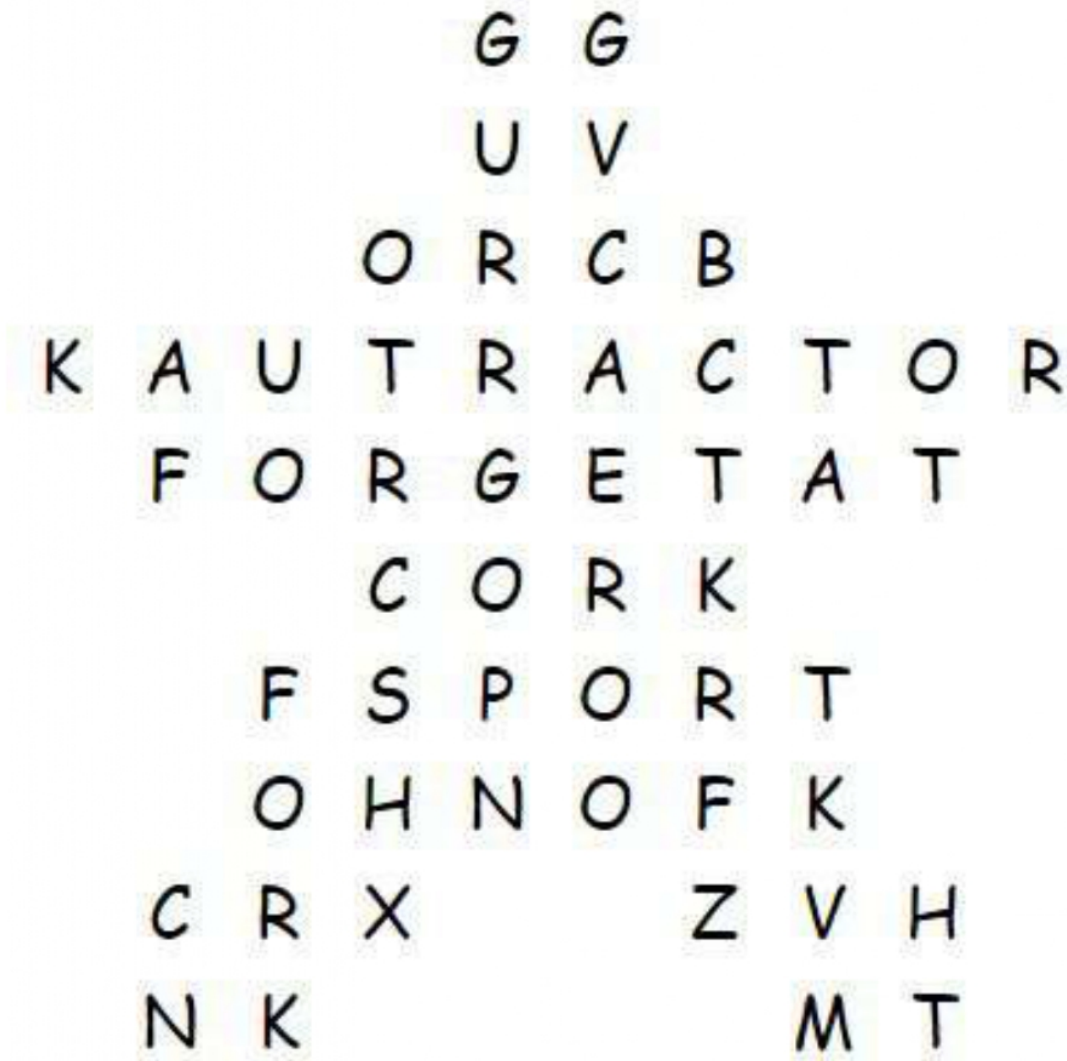 G G
U V
O R C B
K A U T R A C T O R
F O R G E T A T
C O R K
F S P O R T
O H N O F K
C R X Z V H
N K M T